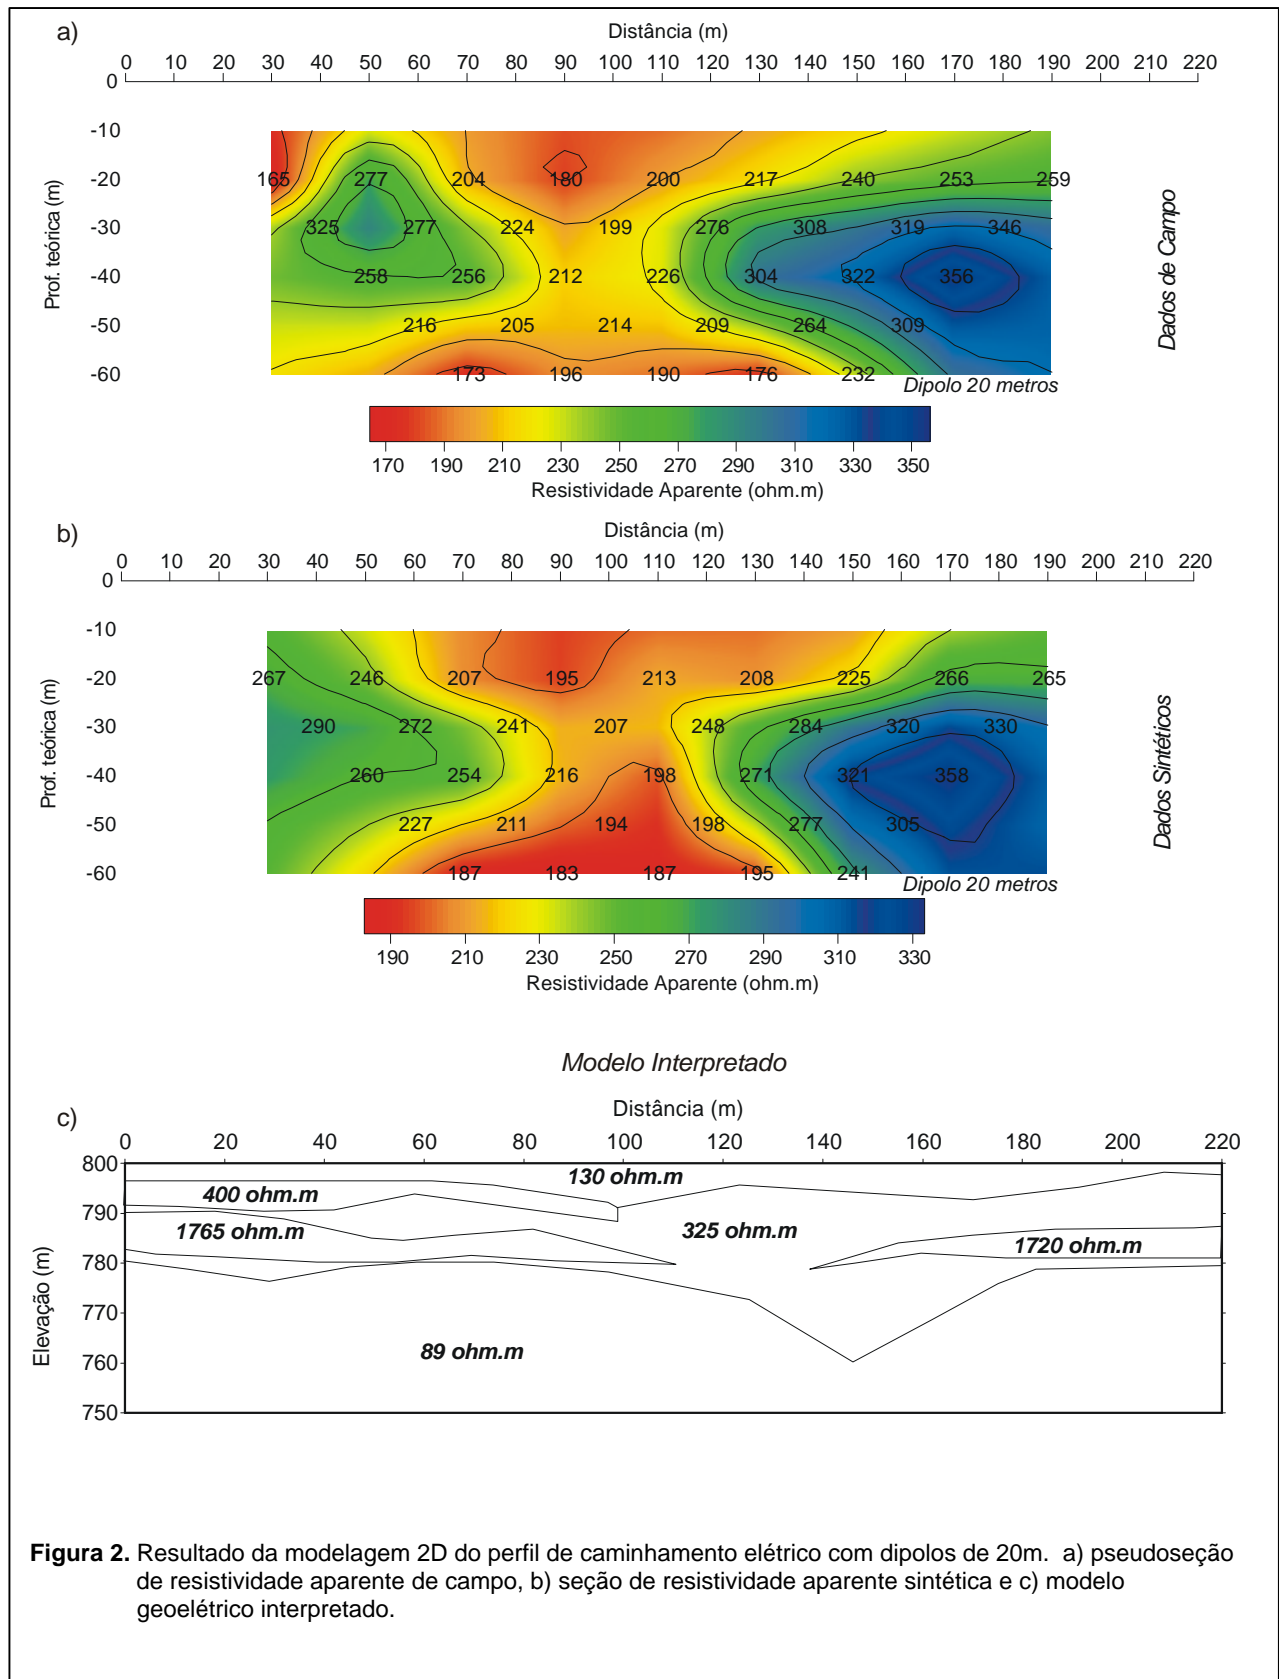 a)
Distância (m)
0 10 20 30 40 50 60 70 80 90 100 110 120 130 140 150 160 170 180 190 200 210 220
0
-10
-20
-30
-40
-50
-60
Prof. teórica (m)
165 277 204 180 200 217 240 253 259
325 277 224 199 276 308 319 346
258 256 212 226 304 322 356
216 205 214 209 264 309
173 196 190 176 232
Dados de Campo
Dipolo 20 metros
170 190 210 230 250 270 290 310 330 350
Resistividade Aparente (ohm.m)
b)
Distância (m)
0 10 20 30 40 50 60 70 80 90 100 110 120 130 140 150 160 170 180 190 200 210 220
0
-10
-20
-30
-40
-50
-60
Prof. teórica (m)
267 246 207 195 213 208 225 266 265
290 272 241 207 248 284 320 330
260 254 216 198 271 321 358
227 211 194 198 277 305
187 183 187 195 241
Dados Sintéticos
Dipolo 20 metros
190 210 230 250 270 290 310 330
Resistividade Aparente (ohm.m)
Modelo Interpretado
c)
Distância (m)
0 20 40 60 80 100 120 140 160 180 200 220
800
790
780
770
760
750
Elevação (m)
130 ohm.m
400 ohm.m
1765 ohm.m
325 ohm.m
1720 ohm.m
89 ohm.m
Figura 2. Resultado da modelagem 2D do perfil de caminhamento elétrico com dipolos de 20m. a) pseudoseção
de resistividade aparente de campo, b) seção de resistividade aparente sintética e c) modelo
geoelétrico interpretado.